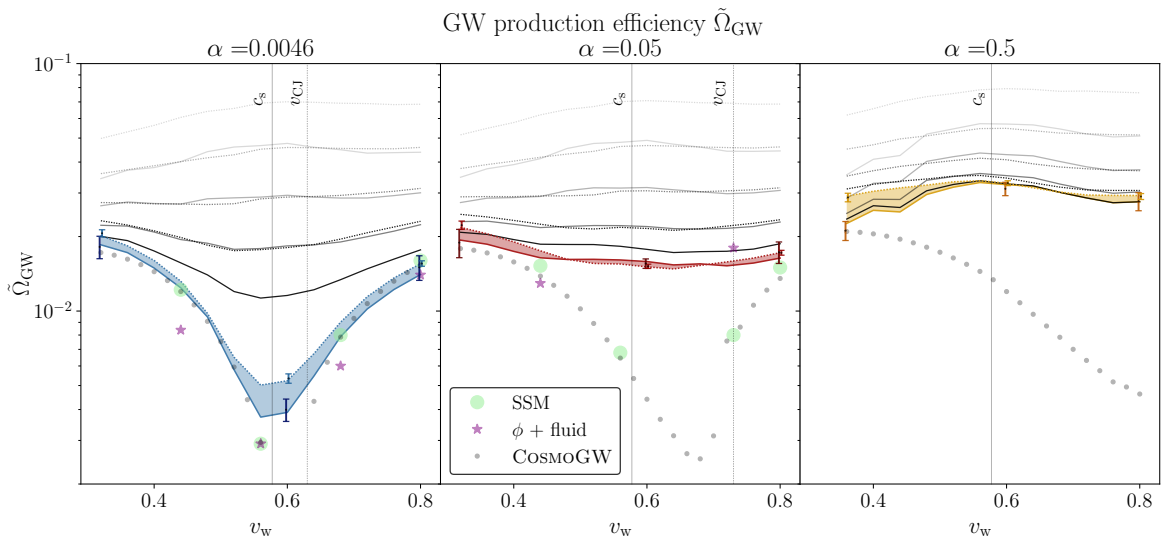 GW production efficiency Ω̃_GW
α =0.0046
α =0.05
α =0.5
10⁻¹
10⁻²
Ω̃_GW
c_s
v_CJ
c_s
v_CJ
c_s
SSM
ϕ + fluid
CosmoGW
0.4 0.6 0.8
0.4 0.6 0.8
0.4 0.6 0.8
v_w
v_w
v_w